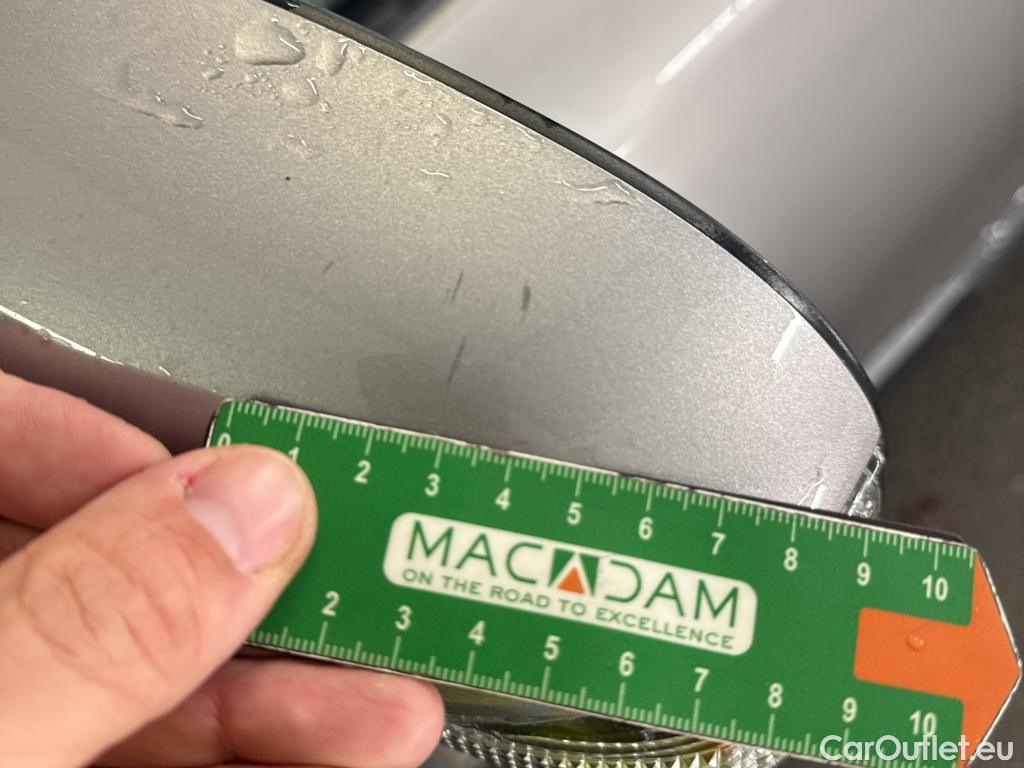 0 1 2 3 4 5 6 7 8 9 10
MACADAM
ON THE ROAD TO EXCELLENCE
2 3 4 5 6 7 8 9 10
CarOutlet.eu